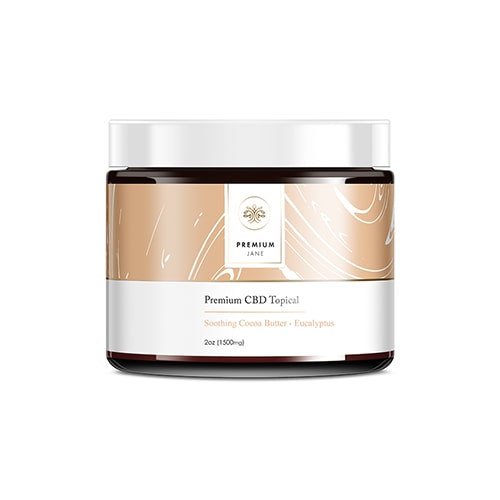 PREMIUM
JANE
Premium CBD Topical
Soothing Cocoa Butter - Eucalyptus
2oz (1500mg)